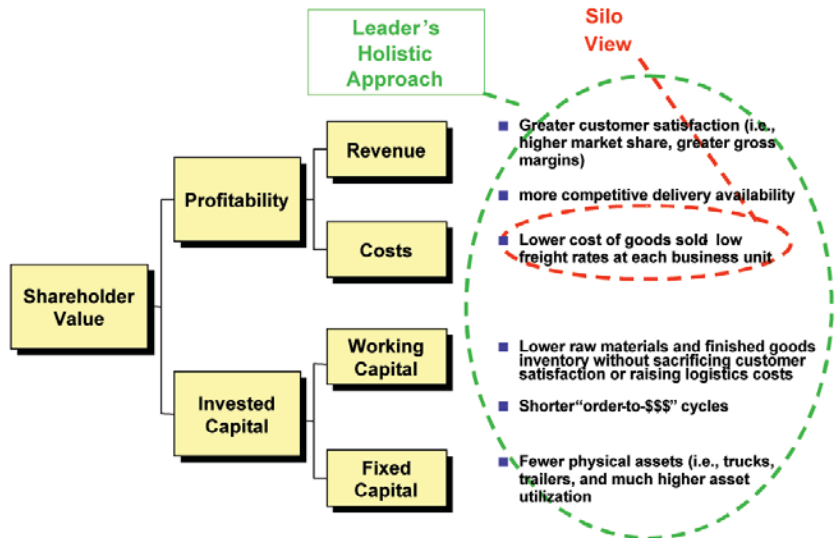 Leader's
Holistic
Approach
Silo
View
Shareholder
Value
Profitability
Invested
Capital
Revenue
Costs
Working
Capital
Fixed
Capital
Greater customer satisfaction (i.e.,
higher market share, greater gross
margins)
more competitive delivery availability
Lower cost of goods sold low
freight rates at each business unit
Lower raw materials and finished goods
inventory without sacrificing customer
satisfaction or raising logistics costs
Shorter“order-to-$$$” cycles
Fewer physical assets (i.e., trucks,
trailers, and much higher asset
utilization